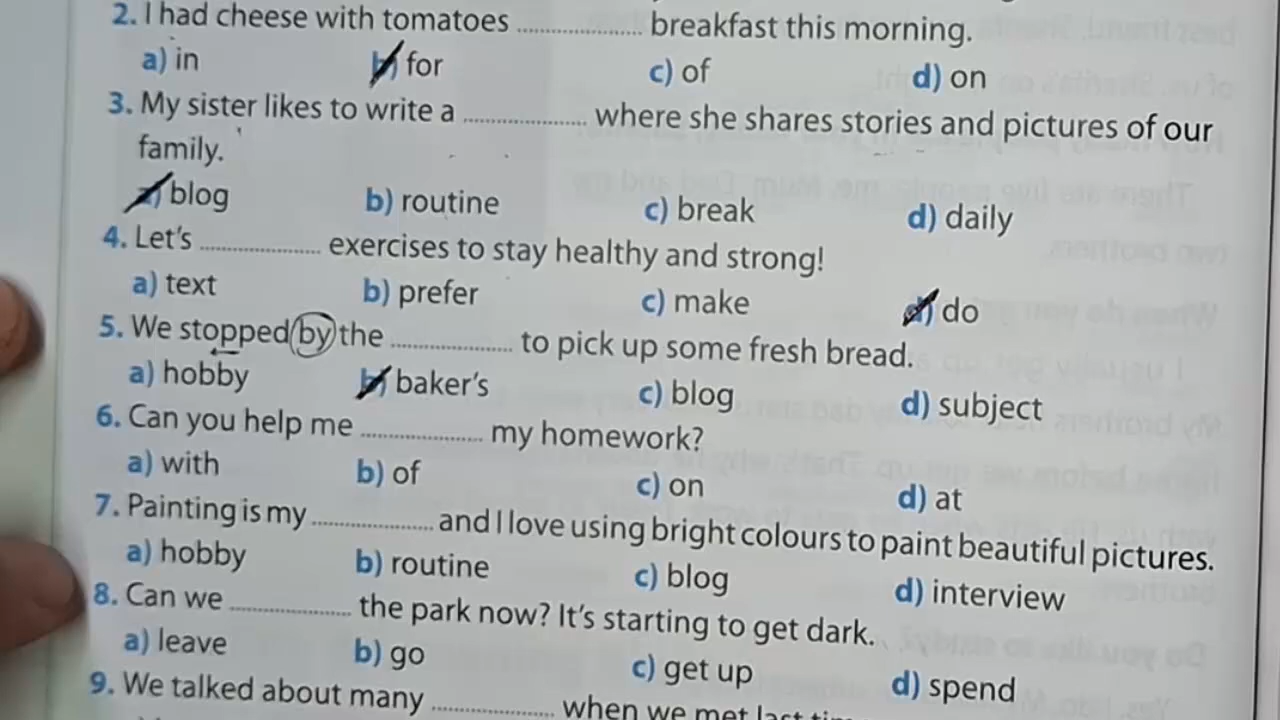 2. I had cheese with tomatoes ............... breakfast this morning.
a) in b) for c) of d) on
3. My sister likes to write a ............... where she shares stories and pictures of our
family.
a) blog b) routine c) break d) daily
4. Let's ............... exercises to stay healthy and strong!
a) text b) prefer c) make d) do
5. We stopped by the ............... to pick up some fresh bread.
a) hobby b) baker's c) blog d) subject
6. Can you help me ............... my homework?
a) with b) of c) on d) at
7. Painting is my ............... and I love using bright colours to paint beautiful pictures.
a) hobby b) routine c) blog d) interview
8. Can we ............... the park now? It's starting to get dark.
a) leave b) go c) get up d) spend
9. We talked about many ............... when we met last